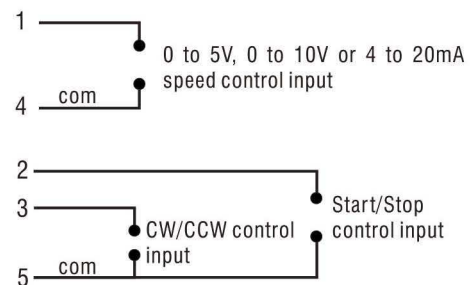 1
0 to 5V, 0 to 10V or 4 to 20mA
speed control input
4 com
2
3
Start/Stop
control input
CW/CCW control
input
5 com